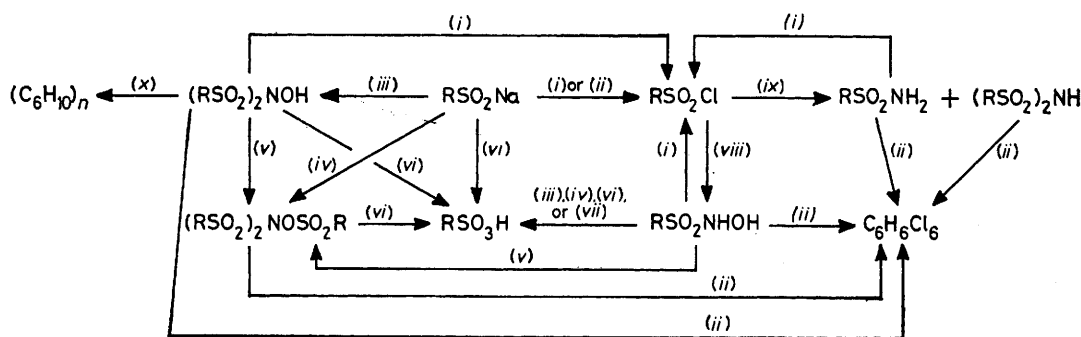 (i) (i)
(C₆H₁₀)n (x) (RSO₂)₂NOH (iii) RSO₂Na (i) or (ii) RSO₂Cl (ix) RSO₂NH₂ + (RSO₂)₂NH
(v) (iv) (vi) (vi) (i) (viii) (ii) (ii)
(iii),(iv),(vi), or (vii)
(RSO₂)₂NOSO₂R (vi) RSO₃H RSO₂NHOH (ii) C₆H₆Cl₆
(v)
(ii)
(ii)